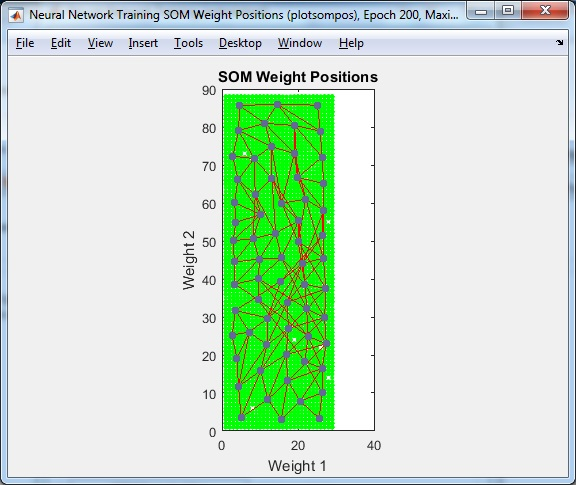 Neural Network Training SOM Weight Positions (plotsompos), Epoch 200, Maxi...
File Edit View Insert Tools Desktop Window Help
SOM Weight Positions
90
80
70
60
50
40
30
20
10
0
Weight 2
0 20 40
Weight 1